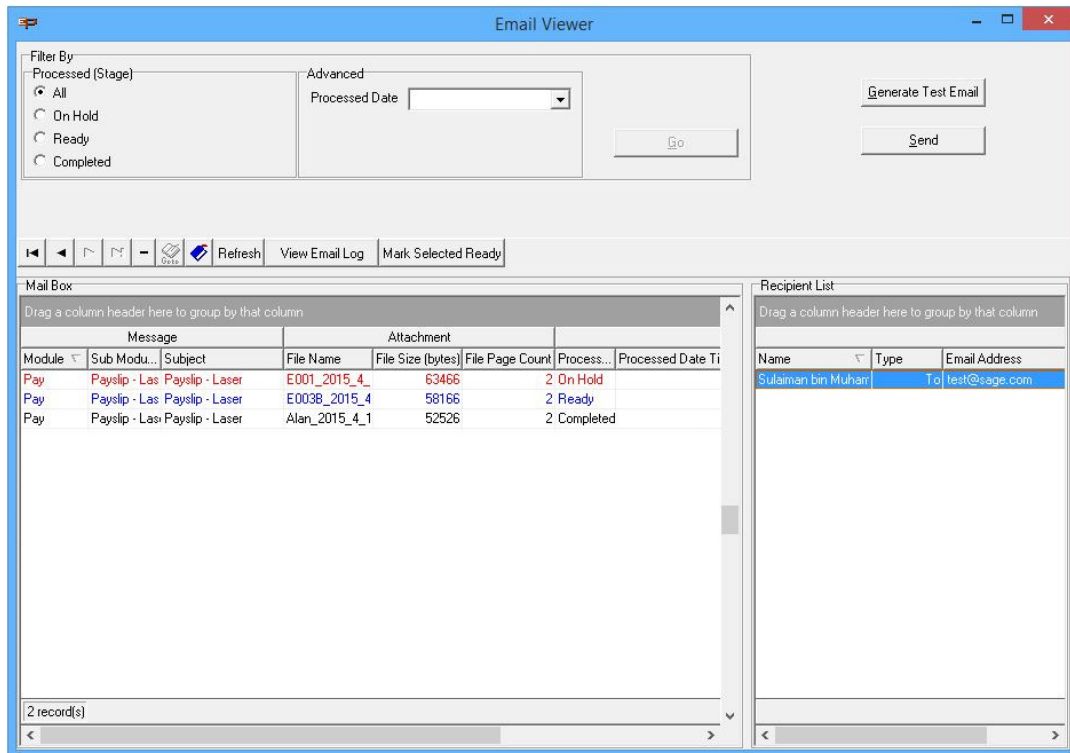 Email Viewer
Filter By
Processed (Stage)
All
On Hold
Ready
Completed
Advanced
Processed Date
Go
Generate Test Email
Send
Goto
Refresh
View Email Log
Mark Selected Ready
Mail Box
Drag a column header here to group by that column
Message Attachment
Module Sub Modu... Subject File Name File Size (bytes) File Page Count Process... Processed Date Ti
Pay Payslip - Las Payslip - Laser E001_2015_4_ 63466 2 On Hold
Pay Payslip - Las Payslip - Laser E003B_2015_4 58166 2 Ready
Pay Payslip - Las Payslip - Laser Alan_2015_4_1 52526 2 Completed
2 record(s)
Recipient List
Drag a column header here to group by that column
Name Type Email Address
Sulaiman bin Muham To test@sage.com